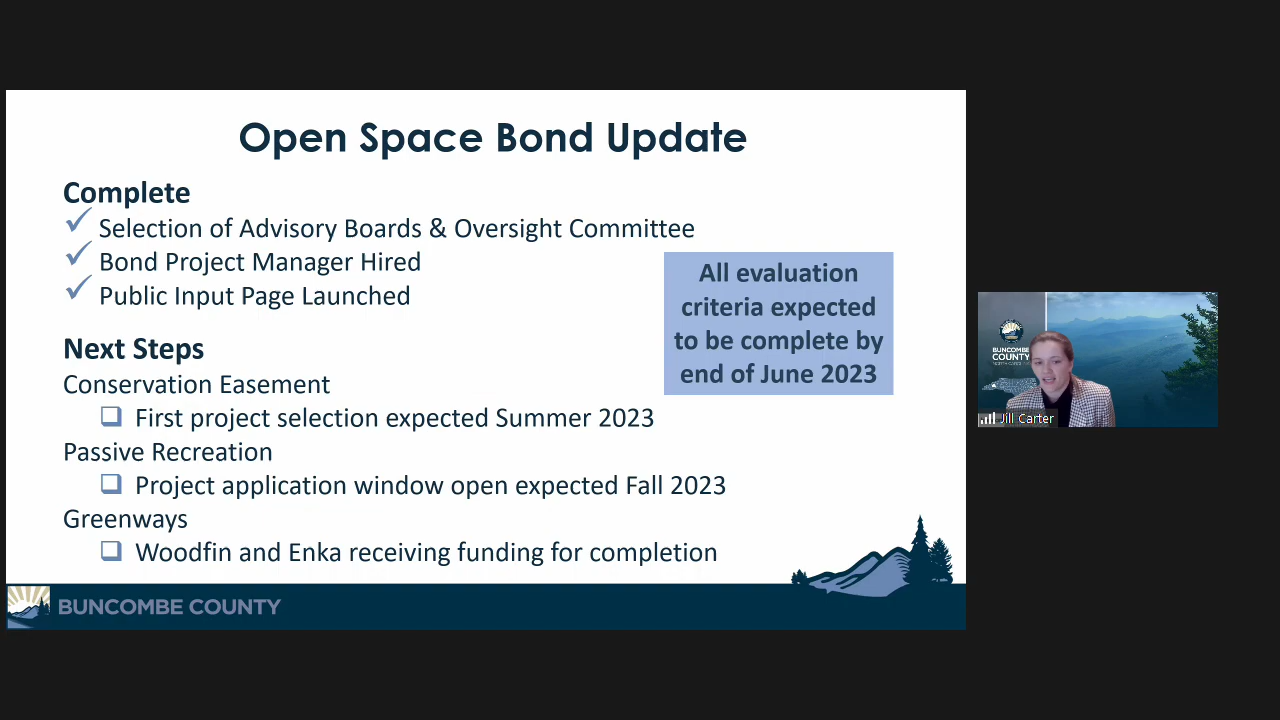 Open Space Bond Update
Complete
Selection of Advisory Boards & Oversight Committee
Bond Project Manager Hired
Public Input Page Launched
All evaluation
criteria expected
to be complete by
end of June 2023
Next Steps
Conservation Easement
First project selection expected Summer 2023
Passive Recreation
Project application window open expected Fall 2023
Greenways
Woodfin and Enka receiving funding for completion
BUNCOMBE COUNTY
BUNCOMBE
COUNTY
Jill Carter